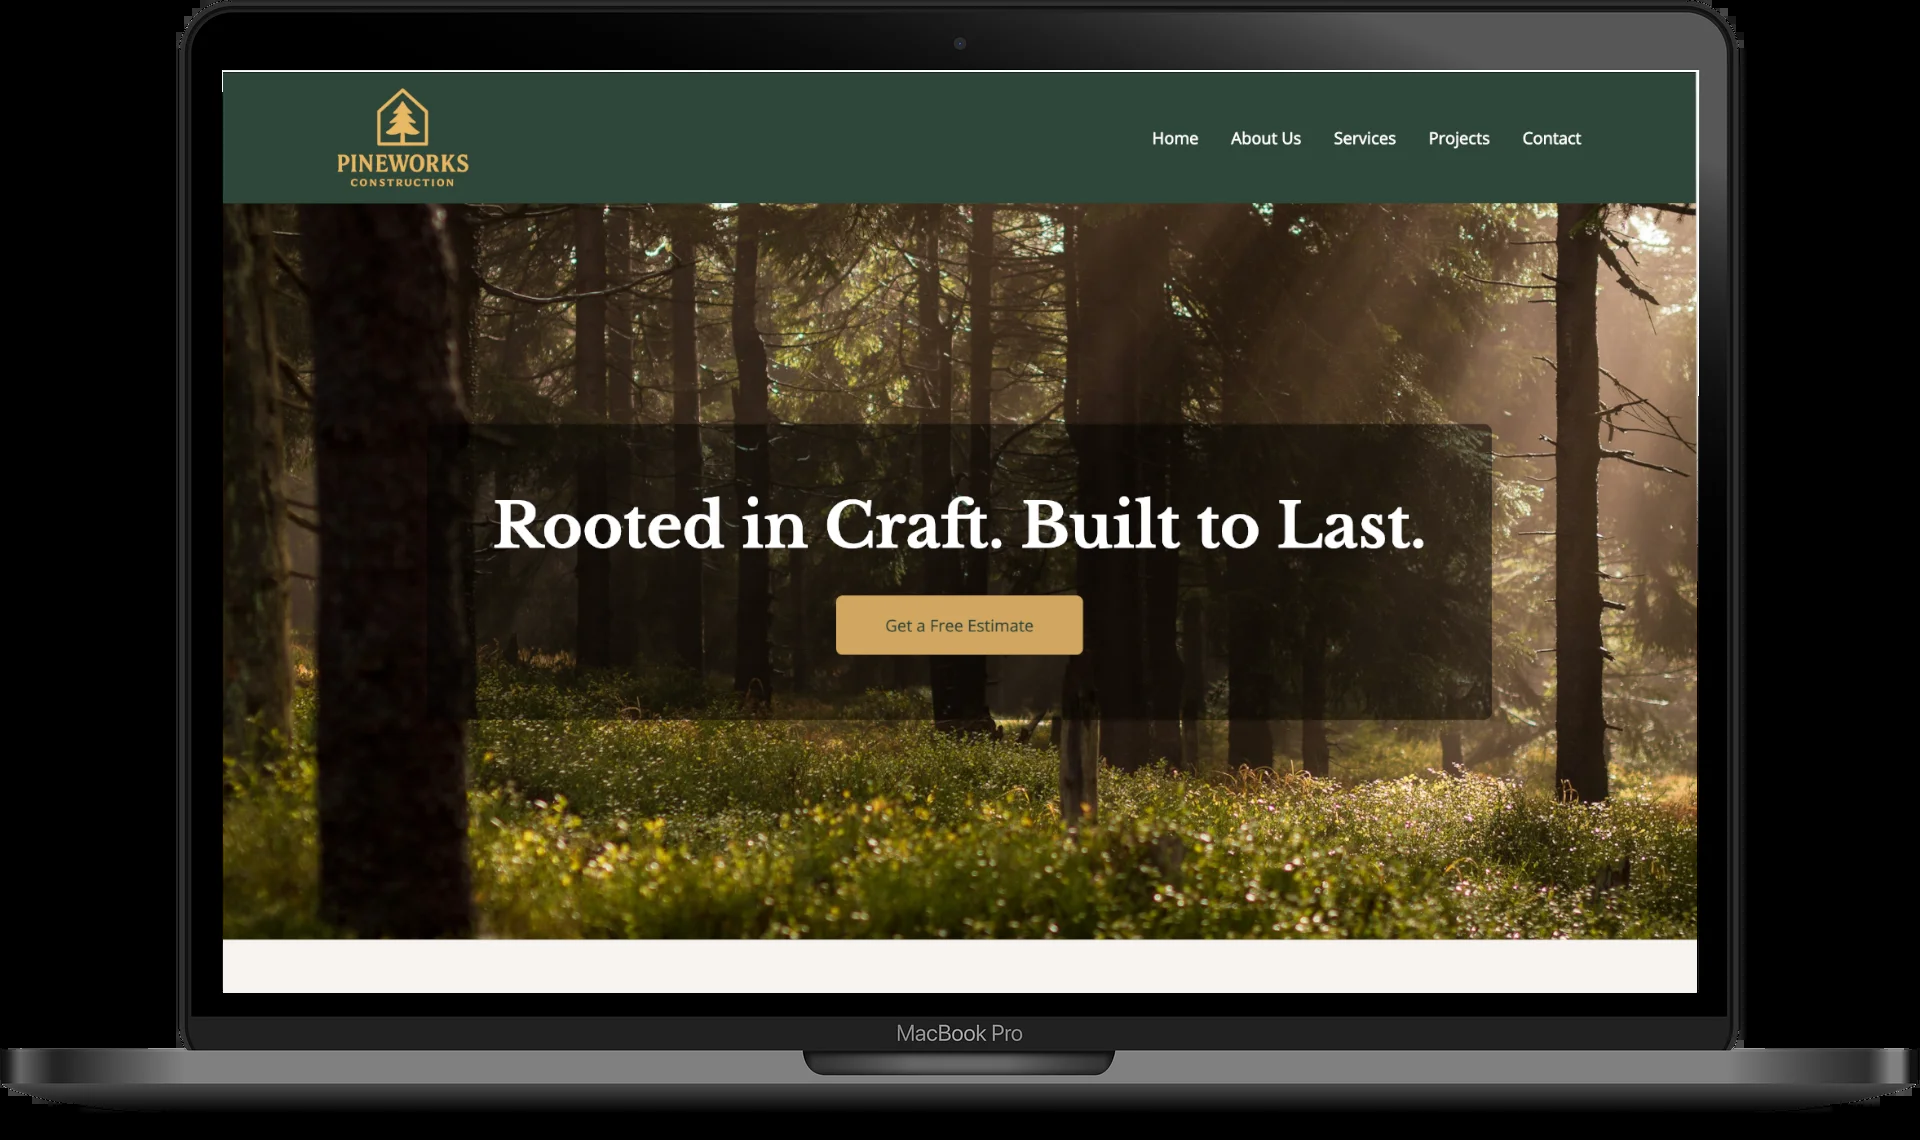 PINEWORKS
CONSTRUCTION
Home About Us Services Projects Contact
Rooted in Craft. Built to Last.
Get a Free Estimate
MacBook Pro